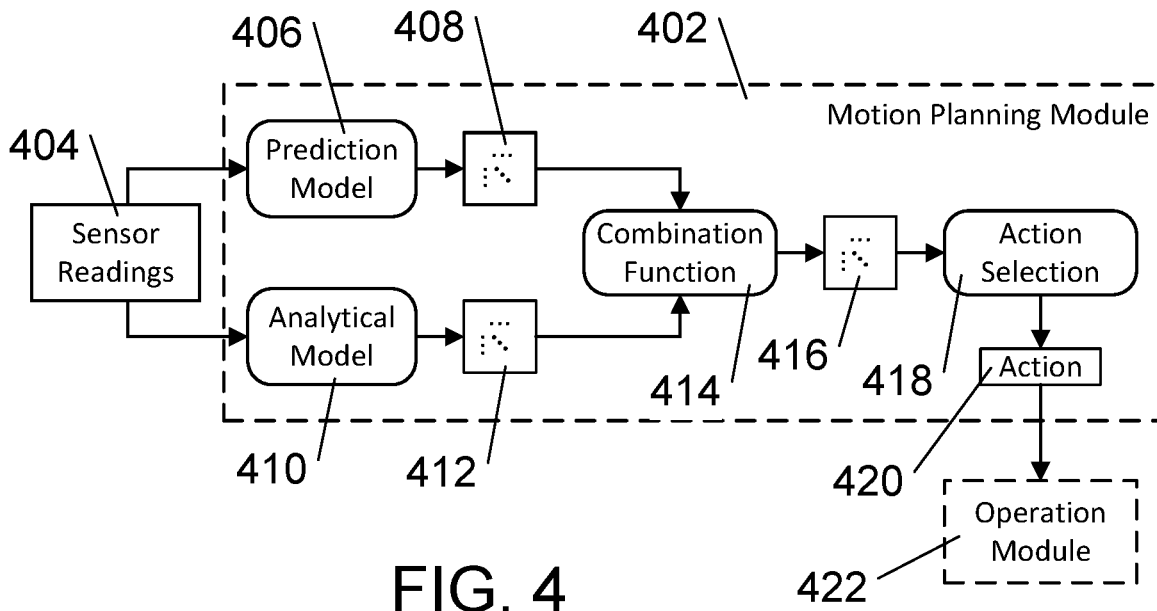 406
408
402
Motion Planning Module
404
Prediction
Model
Sensor
Readings
Combination
Function
Action
Selection
Analytical
Model
416
414
418
Action
410
412
420
Operation
Module
422
FIG. 4